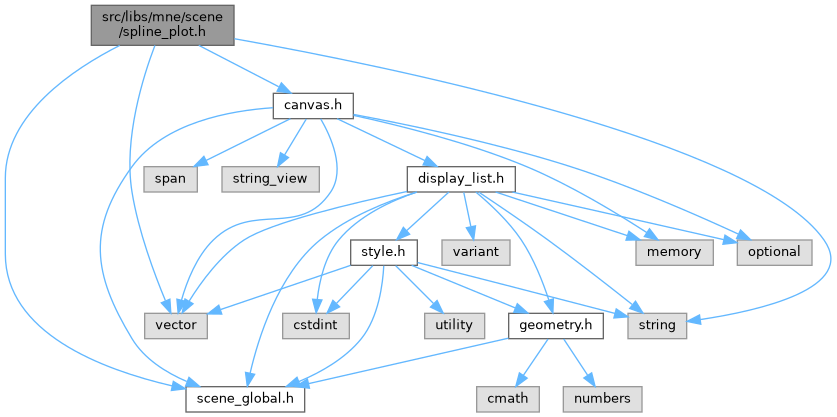 src/libs/mne/scene
/spline_plot.h
canvas.h
span
string_view
display_list.h
style.h
variant
memory
optional
vector
cstdint
utility
geometry.h
string
scene_global.h
cmath
numbers